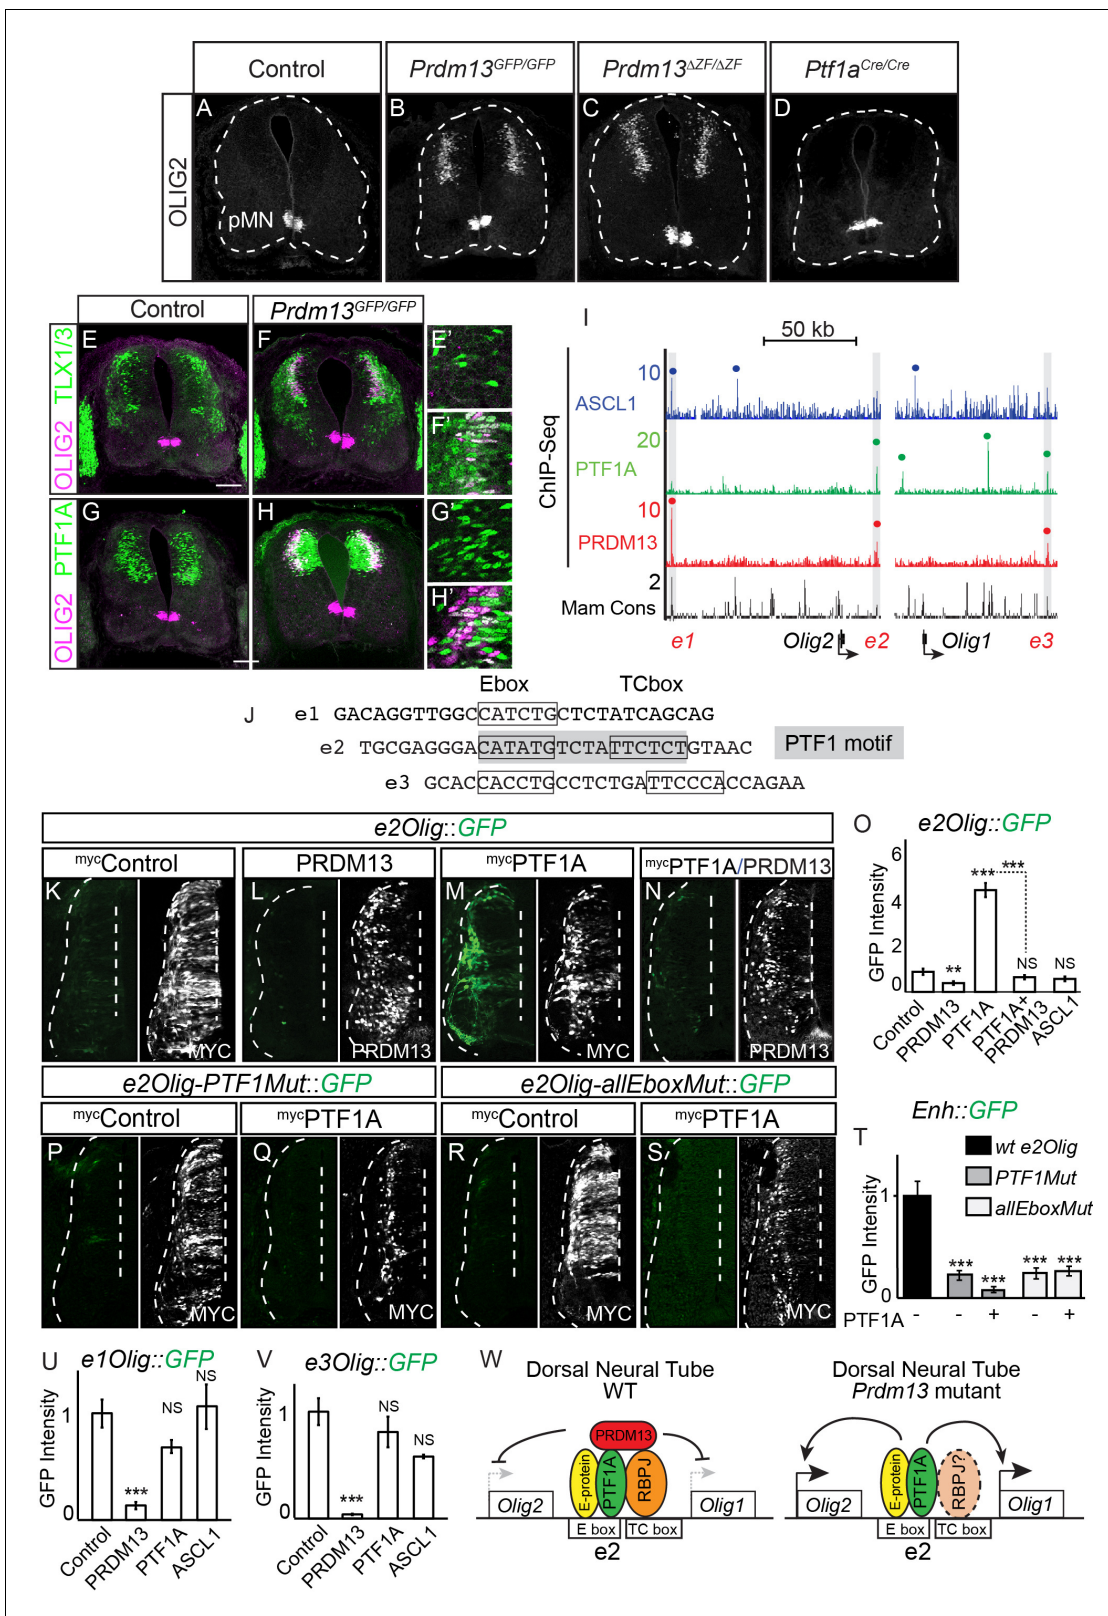 Control
Prdm13GFP/GFP
Prdm13ΔZF/ΔZF
Ptf1aCre/Cre
OLIG2
A
B
C
D
pMN
Control
Prdm13GFP/GFP
OLIG2 TLX1/3
E
F
E'
F'
OLIG2 PTF1A
G
H
G'
H'
I
50 kb
ChIP-Seq
10
ASCL1
20
PTF1A
10
PRDM13
2
Mam Cons
e1
Olig2
e2
Olig1
e3
Ebox
TCbox
J
e1 GACAGGTTGGCCATCTGCTCTATCAGCAG
e2 TGCGAGGGACATATGTCTATTCTCTGTAAC
PTF1 motif
e3 GCACCACCTGCCTCTGATTCCCACCAGAA
e2Olig::GFP
mycControl
PRDM13
mycPTF1A
mycPTF1A/PRDM13
K
MYC
L
PRDM13
M
MYC
N
PRDM13
O
e2Olig::GFP
GFP Intensity
6
4
2
0
**
***
***
NS
NS
Control
PRDM13
PTF1A
PTF1A+
PRDM13
ASCL1
e2Olig-PTF1Mut::GFP
e2Olig-allEboxMut::GFP
mycControl
mycPTF1A
mycControl
mycPTF1A
P
MYC
Q
MYC
R
MYC
S
MYC
T
Enh::GFP
wt e2Olig
PTF1Mut
allEboxMut
GFP Intensity
1
0
***
***
***
***
PTF1A - - + - +
U
e1Olig::GFP
GFP Intensity
1
0
***
NS
NS
Control
PRDM13
PTF1A
ASCL1
V
e3Olig::GFP
GFP Intensity
1
0
***
NS
NS
Control
PRDM13
PTF1A
ASCL1
W
Dorsal Neural Tube
WT
PRDM13
E-protein
PTF1A
RBPJ
Olig2
Olig1
E box
TC box
e2
Dorsal Neural Tube
Prdm13 mutant
E-protein
PTF1A
RBPJ?
Olig2
Olig1
E box
TC box
e2